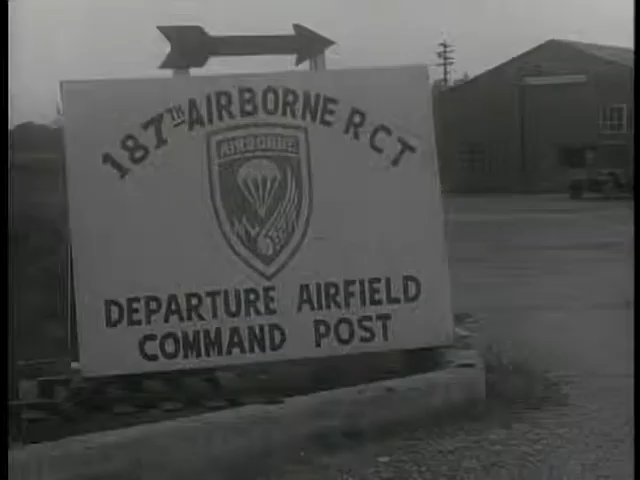 187TH AIRBORNE RCT
AIRBORNE
DEPARTURE AIRFIELD
COMMAND POST